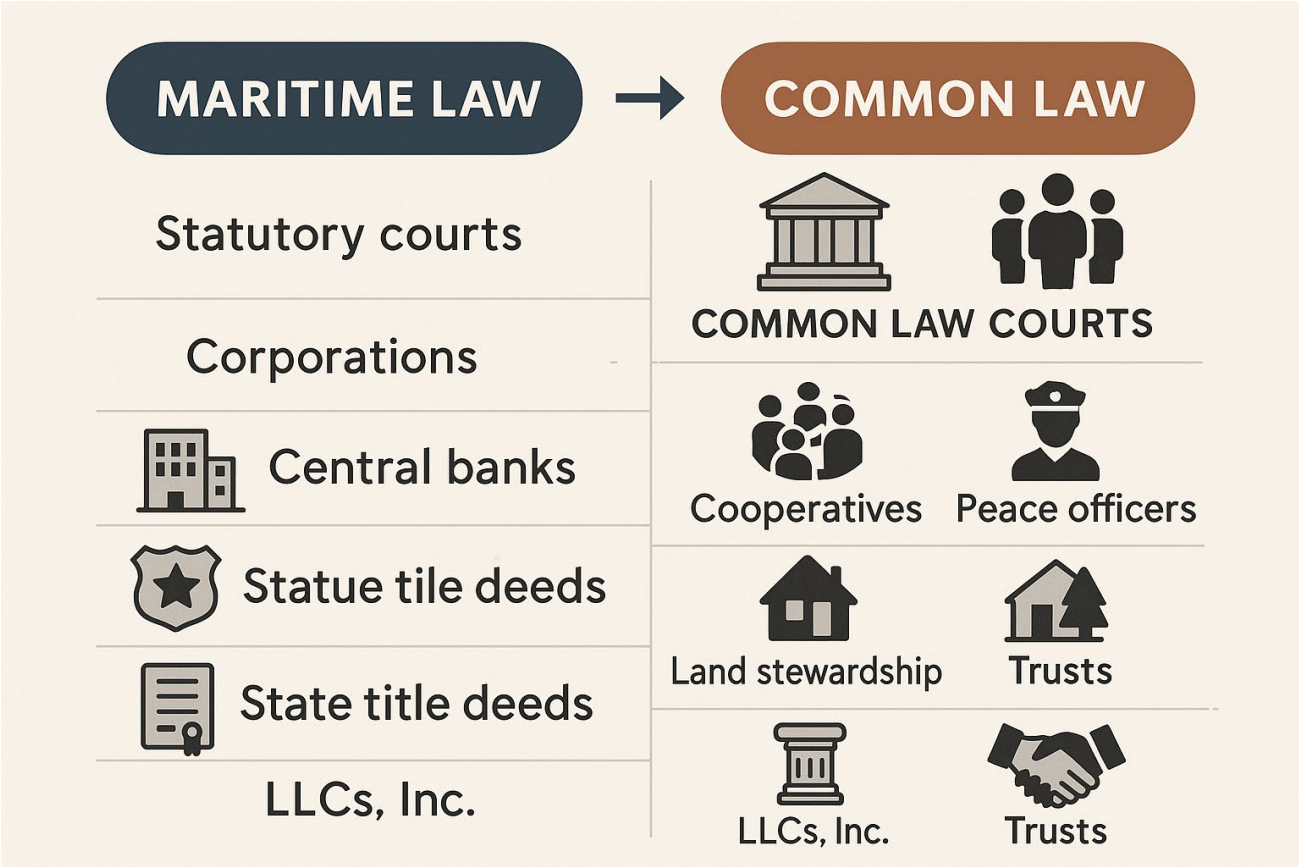 MARITIME LAW
COMMON LAW
Statutory courts
Corporations
Central banks
Statue tile deeds
State title deeds
LLCs, Inc.
COMMON LAW COURTS
Cooperatives
Peace officers
Land stewardship
Trusts
LLCs, Inc.
Trusts